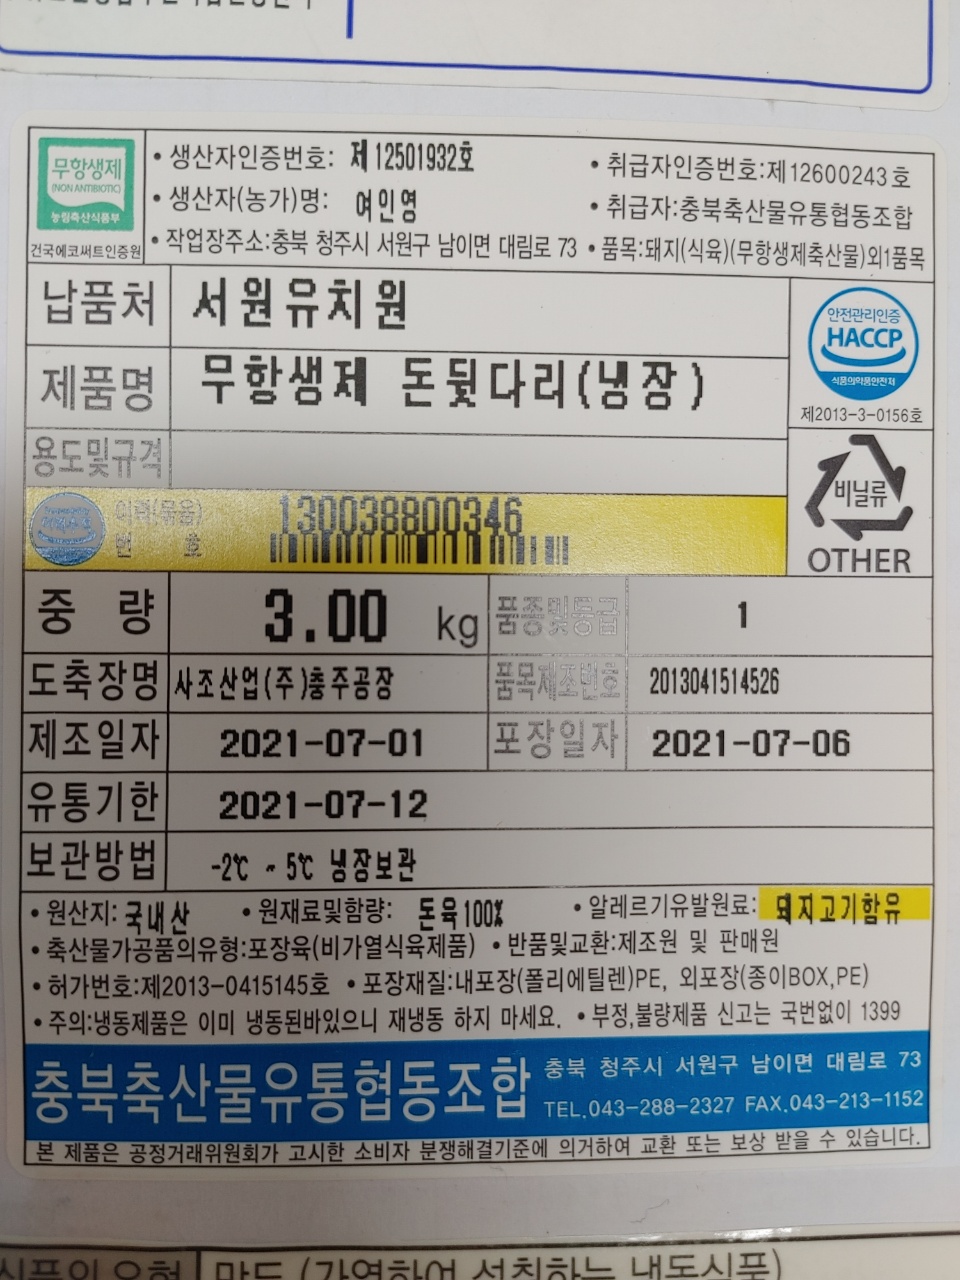 무항생제
(NON ANTIBIOTIC)
농림축산식품부
건국에코써트인증원
• 생산자인증번호: 제12501932호 • 취급자인증번호:제12600243호
• 생산자(농가)명: 여인영 • 취급자:충북축산물유통협동조합
• 작업장주소:충북 청주시 서원구 남이면 대림로 73 • 품목:돼지(식육)(무항생제축산물)외1품목
납품처 서원유치원
안전관리인증
HACCP
식품의약품안전처
제2013-3-0156호
제품명 무항생제 돈뒷다리(냉장)
용도및규격
비닐류
OTHER
이력(묶음)
번 호
130038800346
중 량 3.00 kg 품종및등급 1
도축장명 사조산업(주)충주공장 품목제조번호 2013041514526
제조일자 2021-07-01 포장일자 2021-07-06
유통기한 2021-07-12
보관방법 -2℃ ~ 5℃ 냉장보관
• 원산지: 국내산 • 원재료및함량: 돈육100% • 알레르기유발원료: 돼지고기함유
• 축산물가공품의유형:포장육(비가열식육제품) • 반품및교환:제조원 및 판매원
• 허가번호:제2013-0415145호 • 포장재질:내포장(폴리에틸렌)PE, 외포장(종이BOX,PE)
• 주의:냉동제품은 이미 냉동된바있으니 재냉동 하지 마세요. • 부정,불량제품 신고는 국번없이 1399
충북축산물유통협동조합 충북 청주시 서원구 남이면 대림로 73
TEL.043-288-2327 FAX.043-213-1152
본 제품은 공정거래위원회가 고시한 소비자 분쟁해결기준에 의거하여 교환 또는 보상 받을 수 있습니다.
식품의 유형 만두 (가열하여 섭취하는 냉동식품)